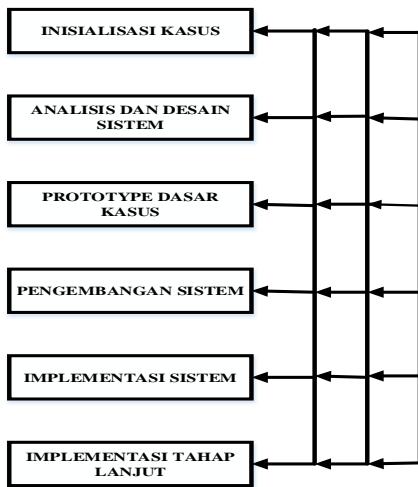 INISIALISASI KASUS
ANALISIS DAN DESAIN
SISTEM
PROTOTYPE DASAR
KASUS
PENGEMBANGAN SISTEM
IMPLEMENTASI SISTEM
IMPLEMENTASI TAHAP
LANJUT